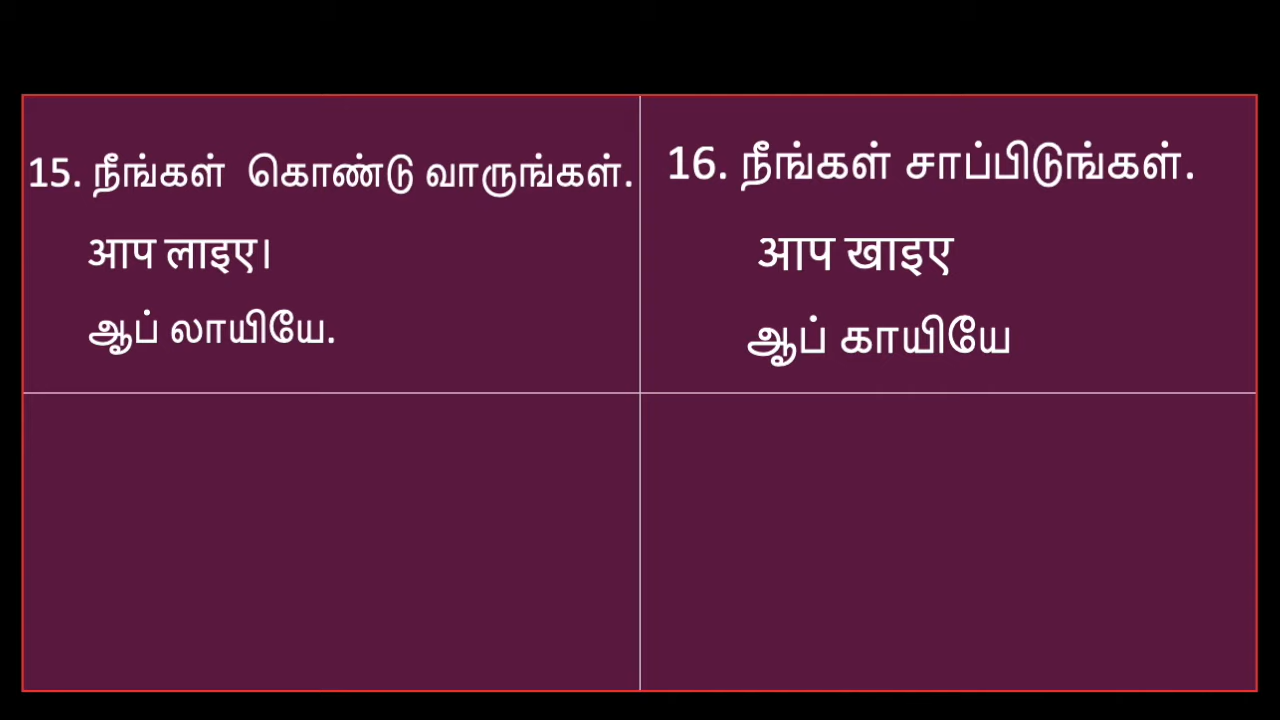 15. நீங்கள் கொண்டு வாருங்கள்.
आप लाइए।
ஆப் லாயியே.
16. நீங்கள் சாப்பிடுங்கள்.
आप खाइए
ஆப் காயியே